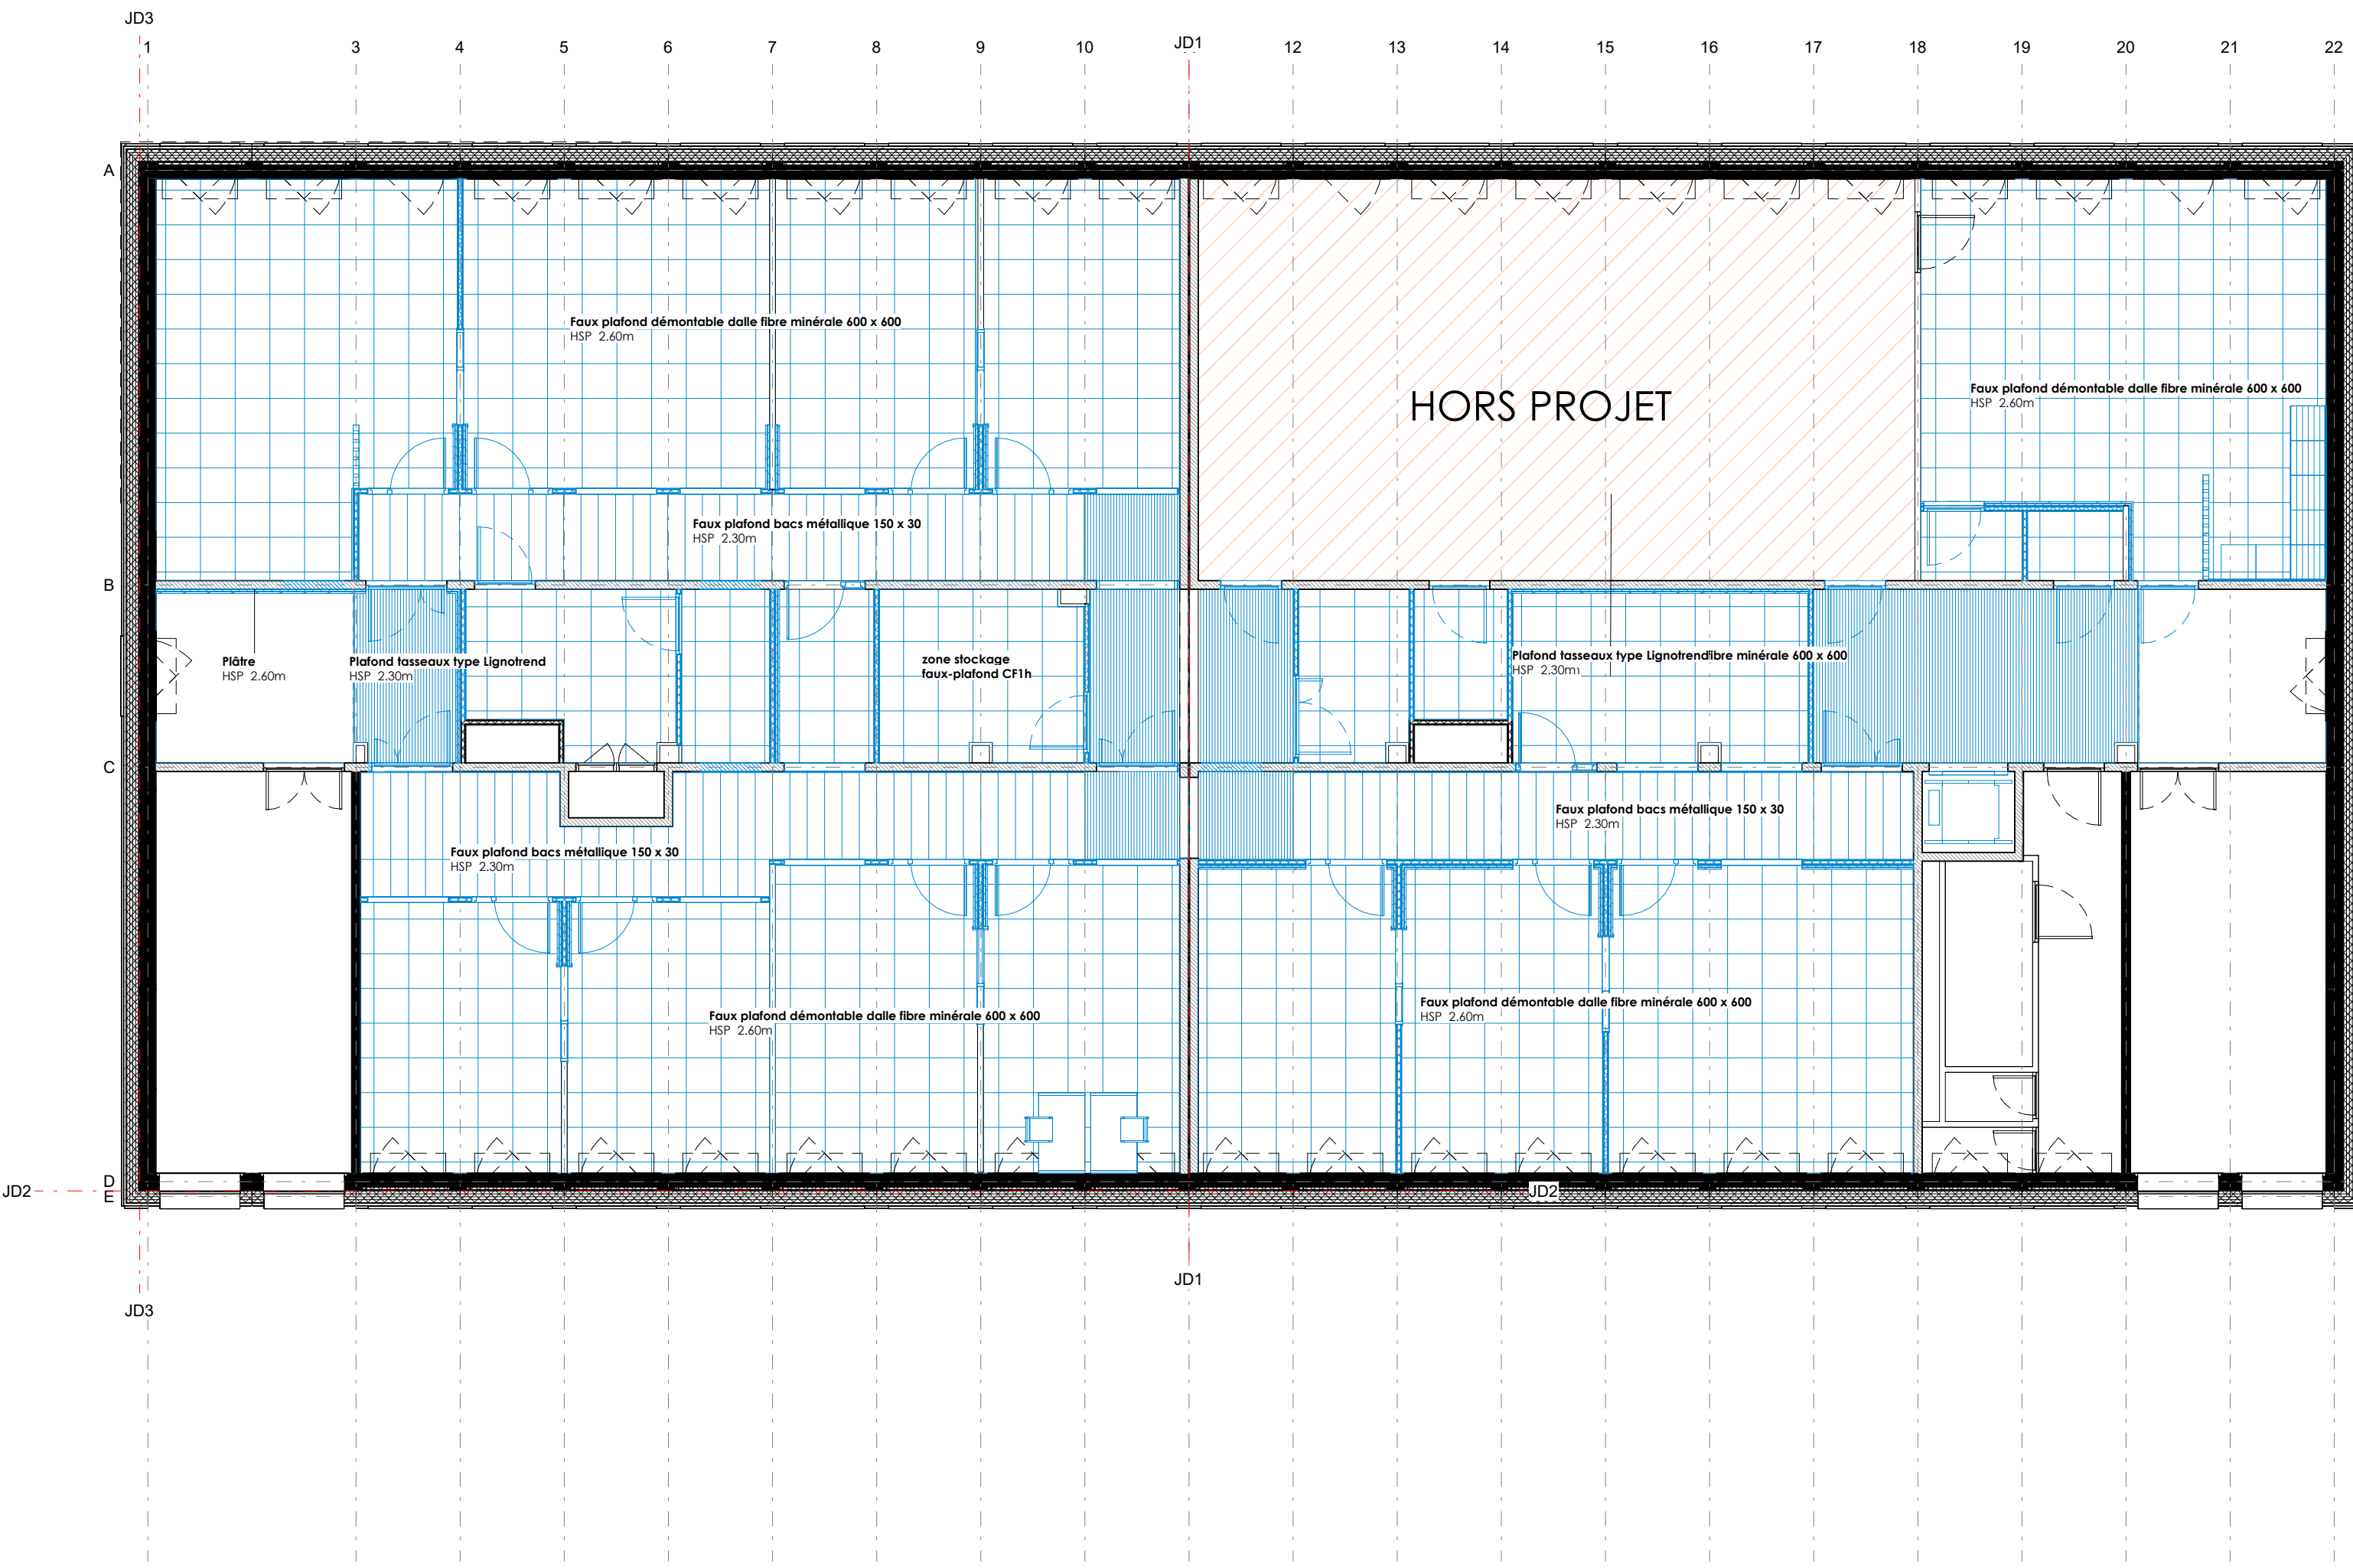 JD3
1 3 4 5 6 7 8 9 10 JD1 12 13 14 15 16 17 18 19 20 21 22
A
Faux plafond démontable dalle fibre minérale 600 x 600
HSP 2.60m
HORS PROJET
Faux plafond démontable dalle fibre minérale 600 x 600
HSP 2.60m
Faux plafond bacs métallique 150 x 30
HSP 2.30m
B
Plâtre
HSP 2.60m
Plafond tasseaux type Lignotrend
HSP 2.30m
zone stockage
faux-plafond CF1h
Plafond tasseaux type Lignotrend fibre minérale 600 x 600
HSP 2.30m
C
Faux plafond bacs métallique 150 x 30
HSP 2.30m
Faux plafond bacs métallique 150 x 30
HSP 2.30m
Faux plafond démontable dalle fibre minérale 600 x 600
HSP 2.60m
Faux plafond démontable dalle fibre minérale 600 x 600
HSP 2.60m
D
JD2
E
JD2
JD1
JD3